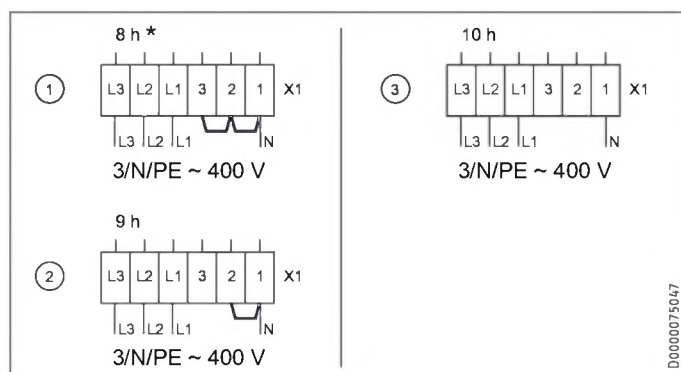 8 h *
1
L3 L2 L1 3 2 1 X1
L3 L2 L1 N
3/N/PE ~ 400 V
9 h
2
L3 L2 L1 3 2 1 X1
L3 L2 L1 N
3/N/PE ~ 400 V
10 h
3
L3 L2 L1 3 2 1 X1
L3 L2 L1 N
3/N/PE ~ 400 V
D0000075047